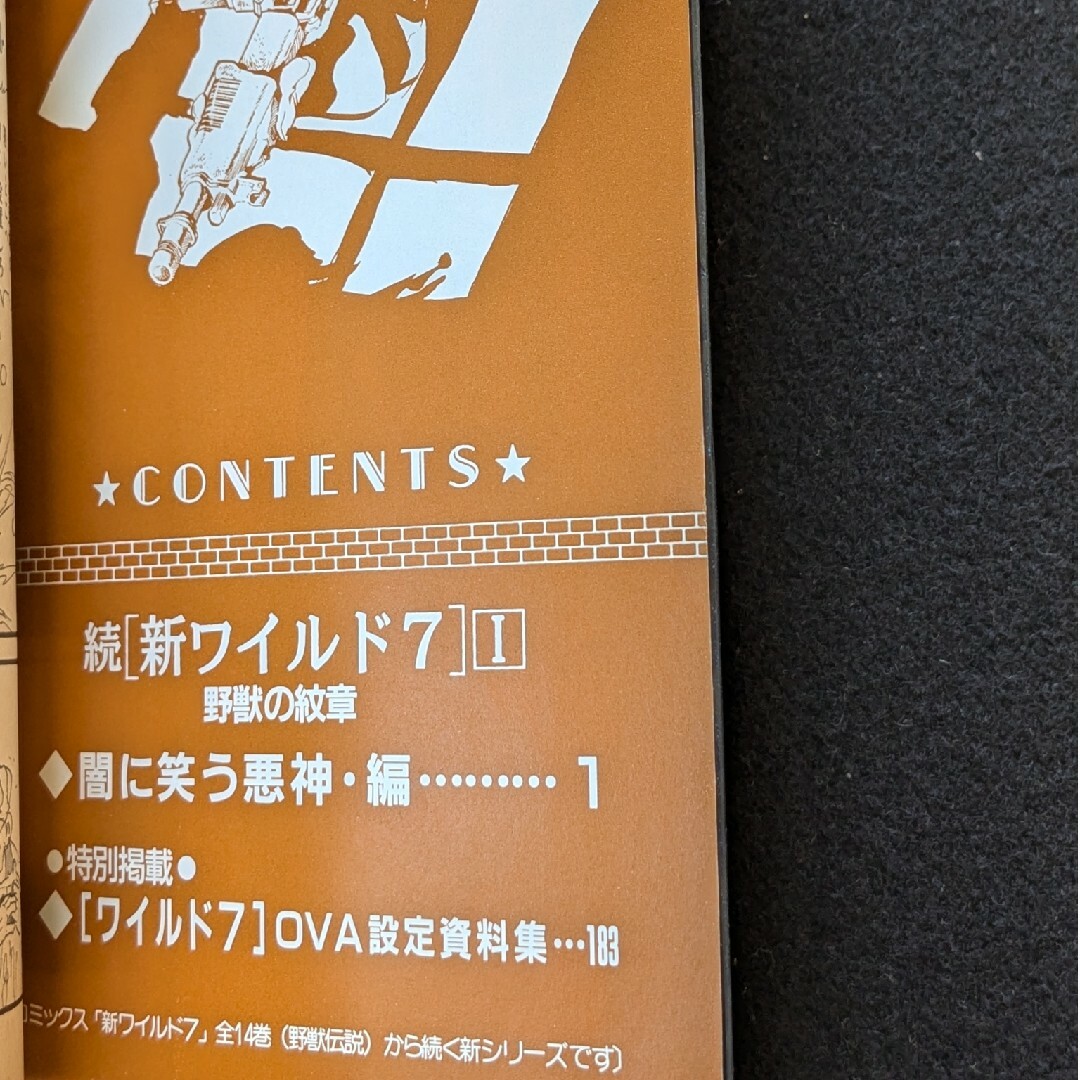 ★CONTENTS★
続[新ワイルド7]I
野獣の紋章
◆闇に笑う悪神・編………1
●特別掲載●
◆[ワイルド7]OVA設定資料集…183
コミックス「新ワイルド7」全14巻（野獣伝説）から続く新シリーズです）